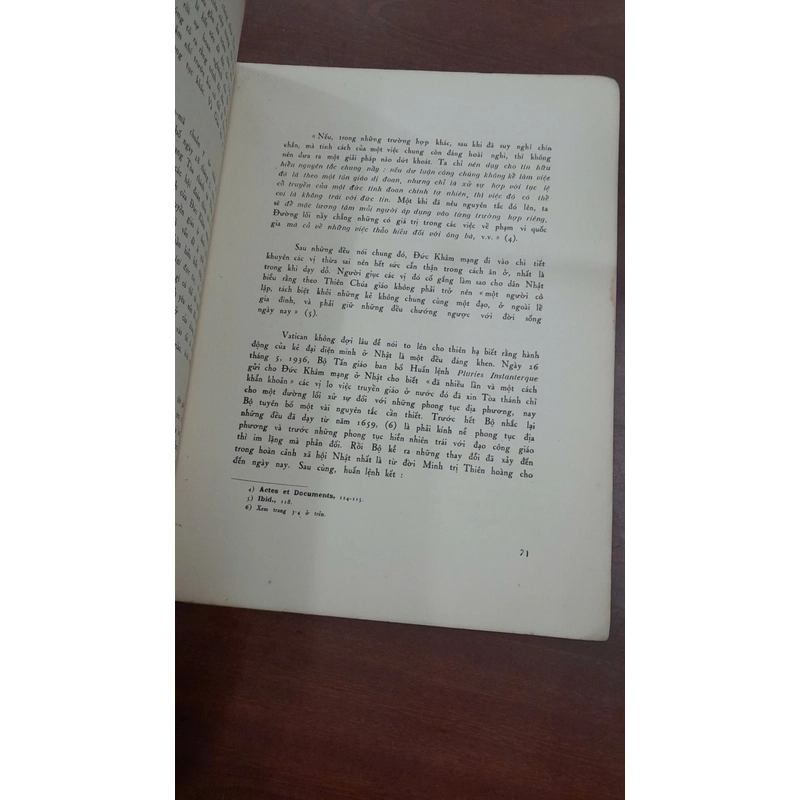 « Nếu, trong những trường hợp khác, sau khi đã suy nghĩ chín
chắn, mà tính cách của một việc chung còn đáng hoài nghi, thì không
nên đưa ra một giải pháp nào dứt khoát. Ta chỉ nên dạy cho tín hữu
hiểu nguyên tắc chung nầy : nếu dư luận công chúng không kể làm việc
đó là theo một tôn giáo dị đoan, nhưng chỉ là xử sự hợp với tục lệ
cổ truyền của một đức tính đoan chính tự nhiên, thì việc đó có thể
coi là không trái với đức tin. Một khi đã nêu nguyên tắc đó lên, ta
sẽ để mặc lương tâm mỗi người áp dụng vào từng trường hợp riêng.
Đường lối nầy chẳng những có giá trị trong các việc về phạm vi quốc
gia mà cả về những việc thảo hiếu đối với ông bà, v.v. » (4).
Sau những đều nói chung đó, Đức Khâm mạng đi vào chi tiết
khuyên các vị thừa sai nên hết sức cẩn thận trong cách ăn ở, nhất là
trong khi dạy dỗ. Người giục các vị đó cố gắng làm sao cho dân Nhật
hiểu rằng theo Thiên Chúa giáo không phải trở nên « một người cô
lập, tách biệt khỏi những kẻ không chung cùng một đạo, ở ngoài lề
gia đình, và phải giữ những đều chướng ngược với đời sống
ngày nay » (5).
Vatican không đợi lâu để nói to lên cho thiên hạ biết rằng hành
động của kẻ đại diện mình ở Nhật là một đều đáng khen. Ngày 26
tháng 5, 1936, Bộ Tấn giáo ban bố Huấn lệnh Pluries Instanterque
gửi cho Đức Khâm mạng ở Nhật cho biết « đã nhiều lần và một cách
khẩn khoản » các vị lo việc truyền giáo ở nước đó đã xin Tòa thánh chỉ
cho một đường lối xử sự đối với những phong tục địa phương, nay
Bộ tuyên bố một vài nguyên tắc cần thiết. Trước hết Bộ nhắc lại
những đều đã dạy từ năm 1659, (6) là phải kính nể phong tục địa
phương và trước những phong tục hiển nhiên trái với đạo công giáo
thì im lặng mà phản đối. Rồi Bộ kể ra những thay đổi đã xảy đến
trong hoàn cảnh xã hội Nhật nhất là từ đời Minh trị Thiên hoàng cho
đến ngày nay. Sau cùng, huấn lệnh kết :
4) Actes et Documents, 114-115.
5) Ibid., 118.
6) Xem trang 3-4 ở trên.
71